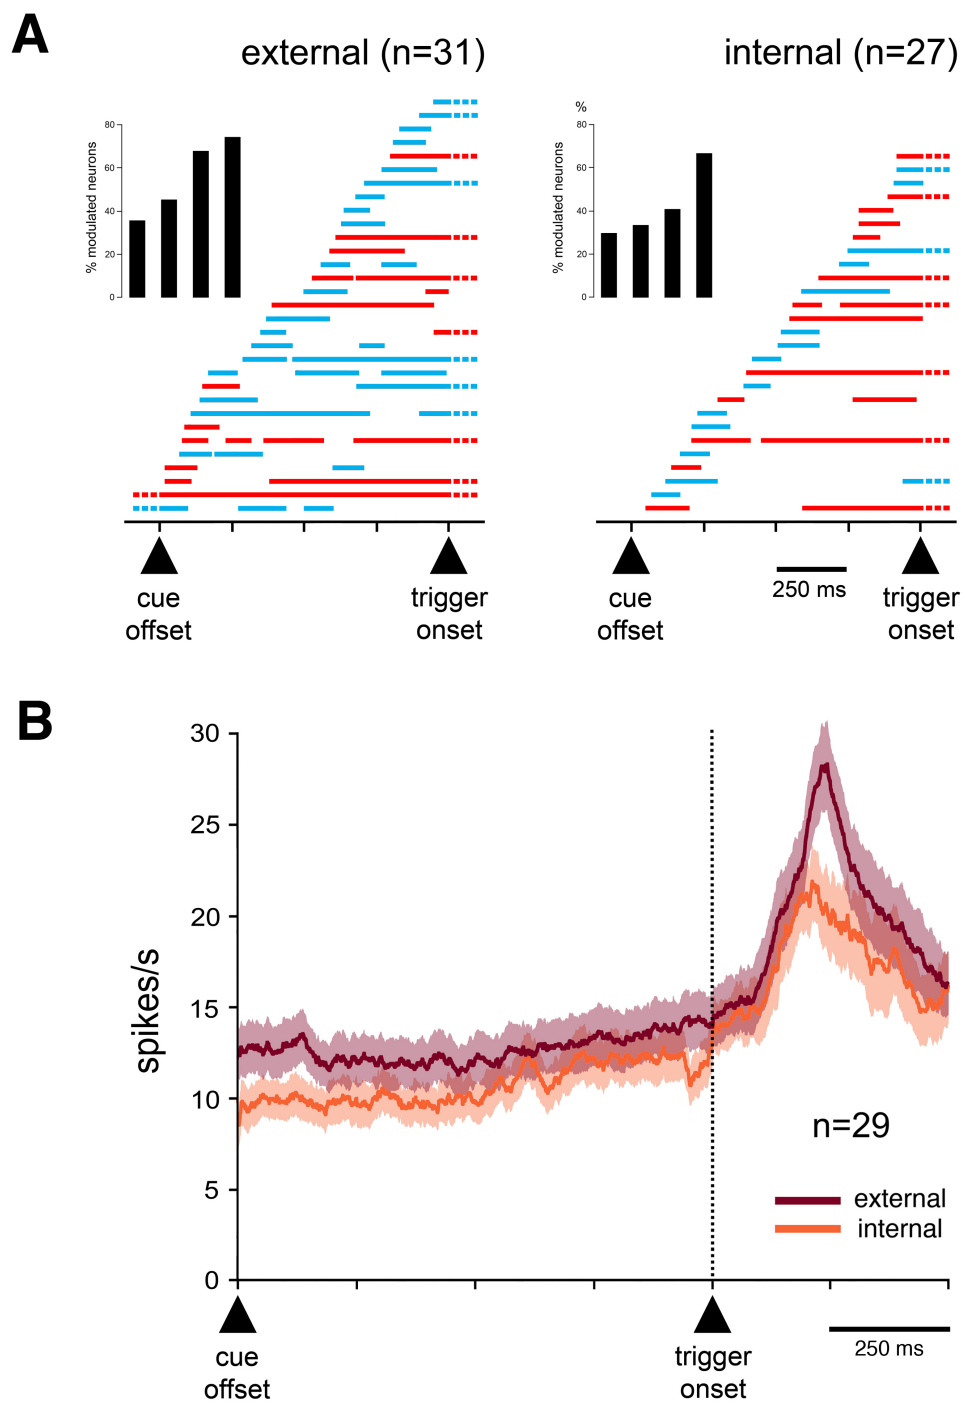 A
external (n=31)
internal (n=27)
% modulated neurons
80
60
40
20
0
%
% modulated neurons
80
60
40
20
0
cue
offset
trigger
onset
cue
offset
250 ms
trigger
onset
B
spikes/s
30
25
20
15
10
5
0
n=29
external
internal
cue
offset
trigger
onset
250 ms